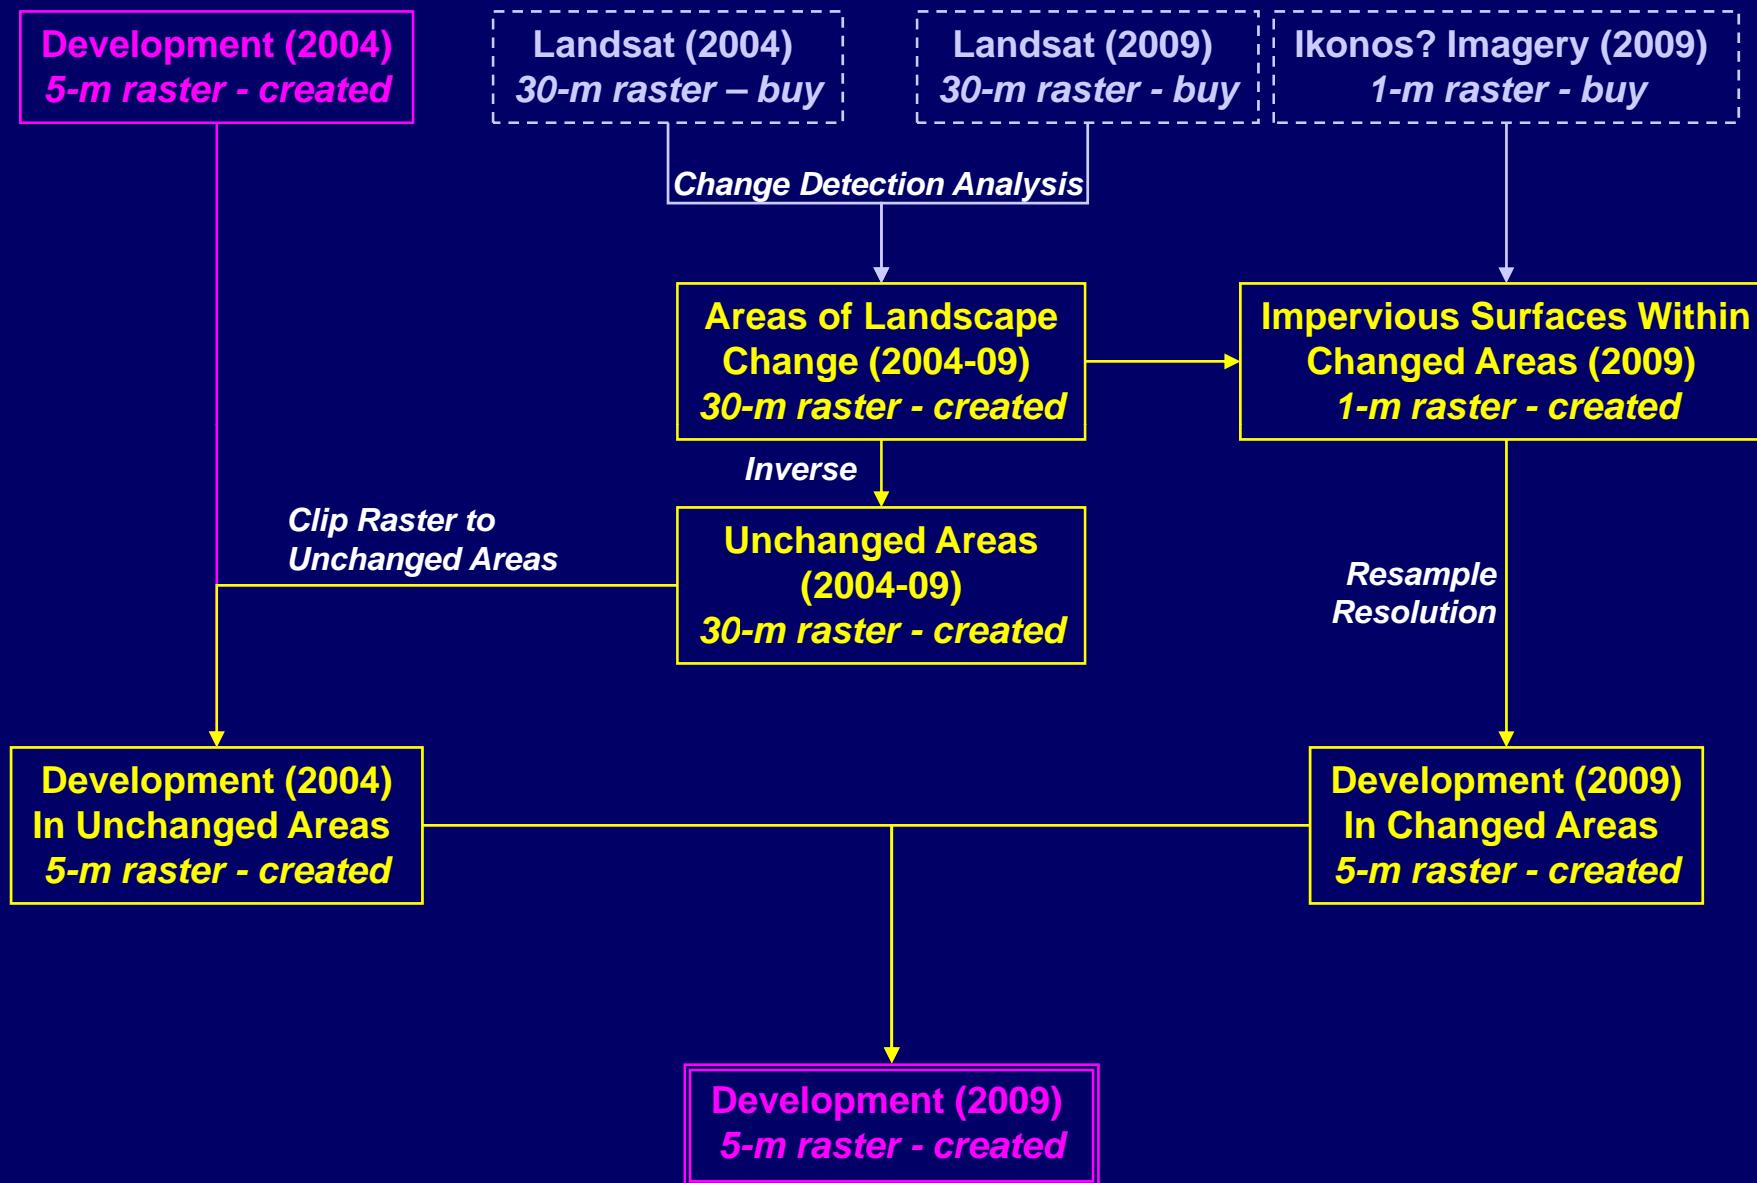 Development (2004)
5-m raster - created
Landsat (2004)
30-m raster – buy
Landsat (2009)
30-m raster - buy
Ikonos? Imagery (2009)
1-m raster - buy
Change Detection Analysis
Areas of Landscape
Change (2004-09)
30-m raster - created
Impervious Surfaces Within
Changed Areas (2009)
1-m raster - created
Inverse
Clip Raster to
Unchanged Areas
Unchanged Areas
(2004-09)
30-m raster - created
Resample
Resolution
Development (2004)
In Unchanged Areas
5-m raster - created
Development (2009)
In Changed Areas
5-m raster - created
Development (2009)
5-m raster - created